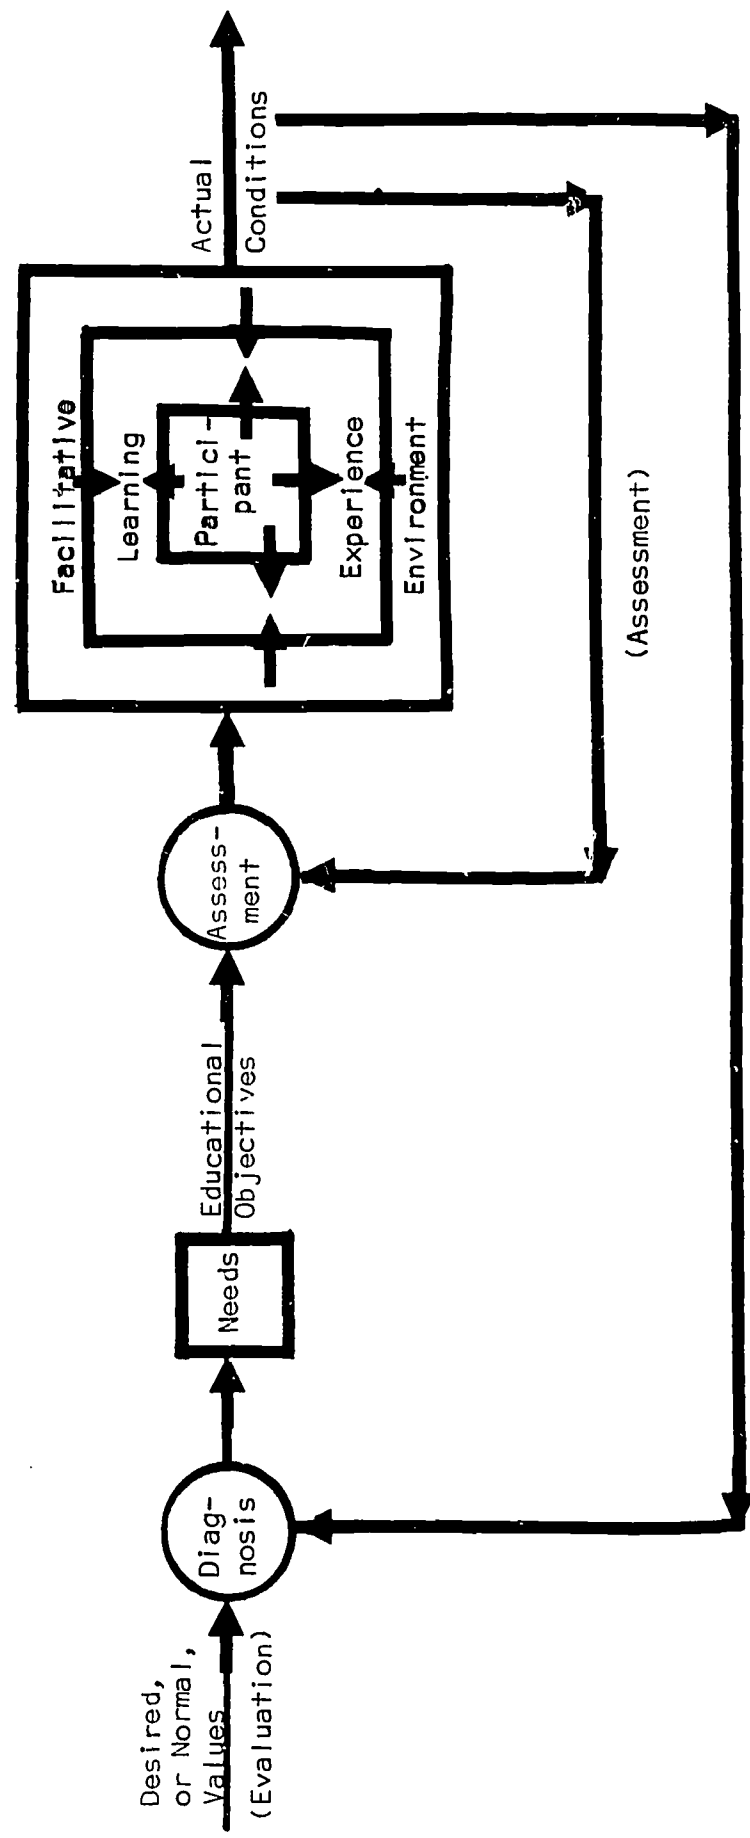 Desired,
or Normal,
Values
(Evaluation)
Diag-
nosis
Needs
Educational
Objectives
Assess-
ment
Facilitative
Learning
Partici-
pant
Experience
Environment
Actual
Conditions
(Assessment)